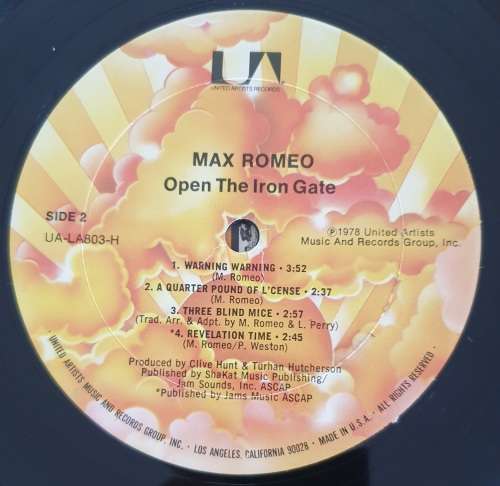 UA
UNITED ARTISTS RECORDS
MAX ROMEO
Open The Iron Gate
SIDE 2
UA-LA803-H
℗1978 United Artists
Music And Records Group, Inc.
1. WARNING WARNING • 3:52
(M. Romeo)
2. A QUARTER POUND OF L'CENSE • 2:37
(M. Romeo)
3. THREE BLIND MICE • 2:57
(Trad. Arr. & Adpt. by M. Romeo & L. Perry)
*4. REVELATION TIME • 2:45
(M. Romeo/P. Weston)
Produced by Clive Hunt & Turhan Hutcherson
Published by ShaKat Music Publishing/
Jam Sounds, Inc. ASCAP
*Published by Jams Music ASCAP
• UNITED ARTISTS MUSIC AND RECORDS GROUP, INC. • LOS ANGELES, CALIFORNIA 90028 • MADE IN U.S.A. • ALL RIGHTS RESERVED •